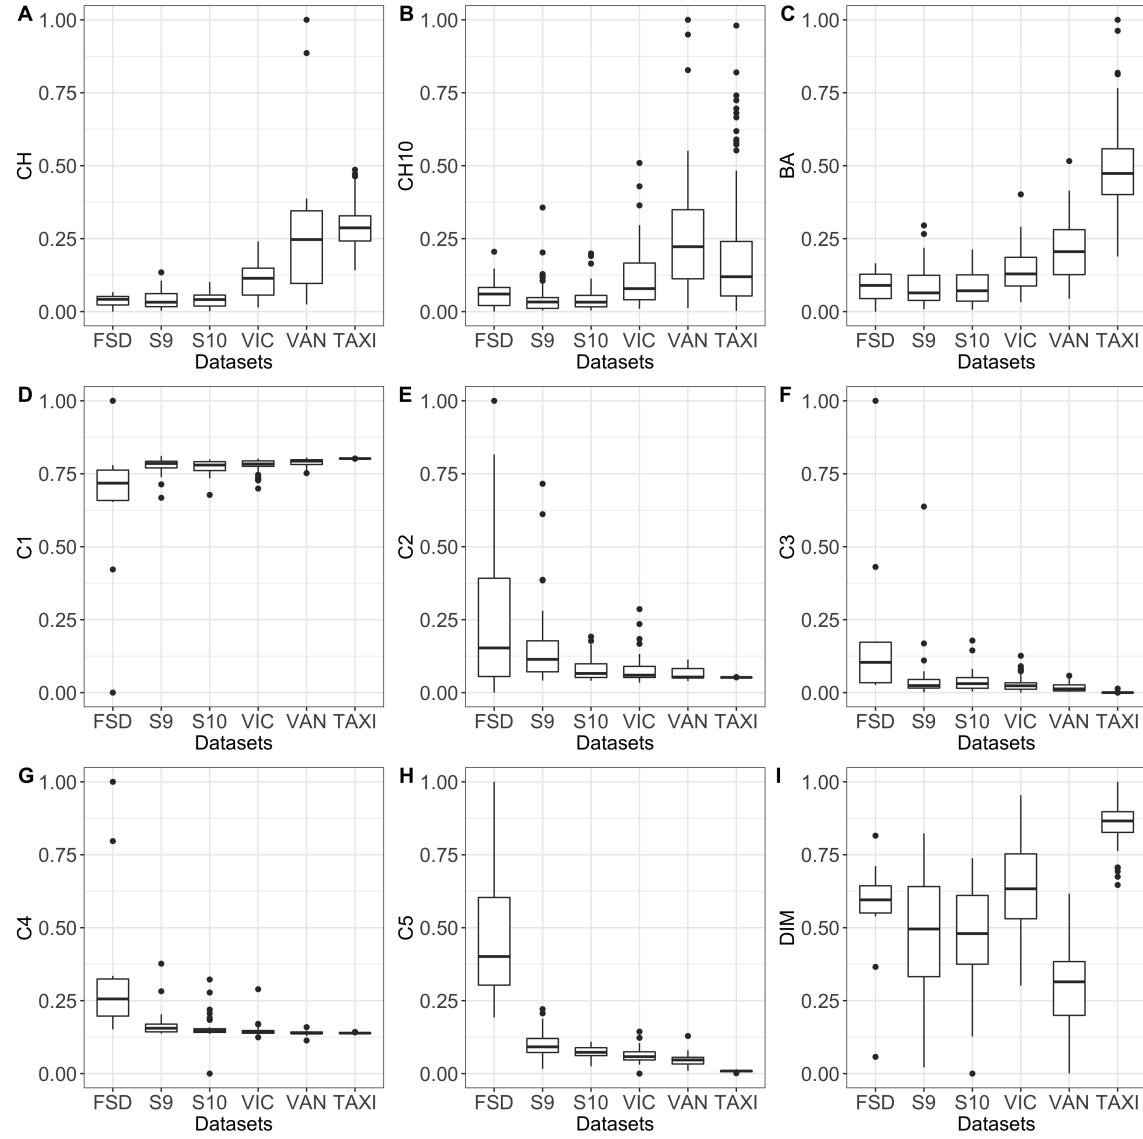 A
CH
1.00
0.75
0.50
0.25
0.00
FSD S9 S10 VIC VAN TAXI
Datasets
B
CH10
1.00
0.75
0.50
0.25
0.00
FSD S9 S10 VIC VAN TAXI
Datasets
C
BA
1.00
0.75
0.50
0.25
0.00
FSD S9 S10 VIC VAN TAXI
Datasets
D
C1
1.00
0.75
0.50
0.25
0.00
FSD S9 S10 VIC VAN TAXI
Datasets
E
C2
1.00
0.75
0.50
0.25
0.00
FSD S9 S10 VIC VAN TAXI
Datasets
F
C3
1.00
0.75
0.50
0.25
0.00
FSD S9 S10 VIC VAN TAXI
Datasets
G
C4
1.00
0.75
0.50
0.25
0.00
FSD S9 S10 VIC VAN TAXI
Datasets
H
C5
1.00
0.75
0.50
0.25
0.00
FSD S9 S10 VIC VAN TAXI
Datasets
I
DIM
1.00
0.75
0.50
0.25
0.00
FSD S9 S10 VIC VAN TAXI
Datasets